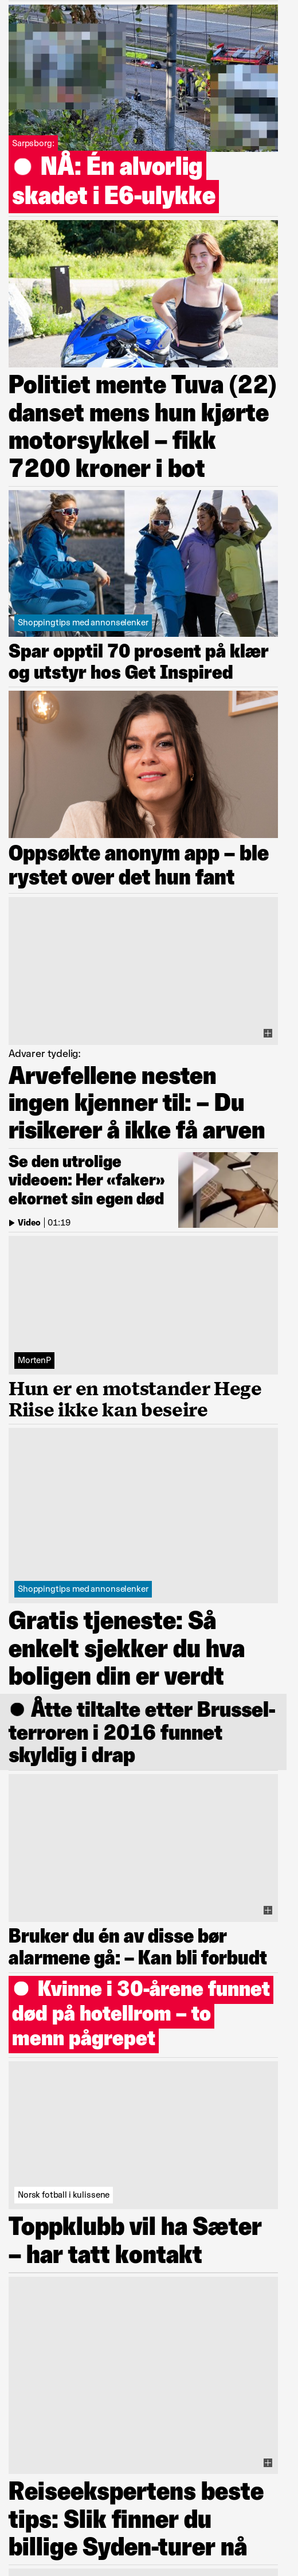 Sarpsborg:
NÅ: Én alvorlig
skadet i E6-ulykke
Politiet mente Tuva (22)
danset mens hun kjørte
motorsykkel – fikk
7200 kroner i bot
Shoppingtips med annonselenker
Spar opptil 70 prosent på klær
og utstyr hos Get Inspired
Oppsøkte anonym app – ble
rystet over det hun fant
Advarer tydelig:
Arvefellene nesten
ingen kjenner til: – Du
risikerer å ikke få arven
Se den utrolige
videoen: Her «faker»
ekornet sin egen død
Video 01:19
MortenP
Hun er en motstander Hege
Riise ikke kan beseire
Shoppingtips med annonselenker
Gratis tjeneste: Så
enkelt sjekker du hva
boligen din er verdt
Åtte tiltalte etter Brussel-
terroren i 2016 funnet
skyldig i drap
Bruker du én av disse bør
alarmene gå: – Kan bli forbudt
Kvinne i 30-årene funnet
død på hotellrom – to
menn pågrepet
Norsk fotball i kulissene
Toppklubb vil ha Sæter
– har tatt kontakt
Reiseekspertens beste
tips: Slik finner du
billige Syden-turer nå